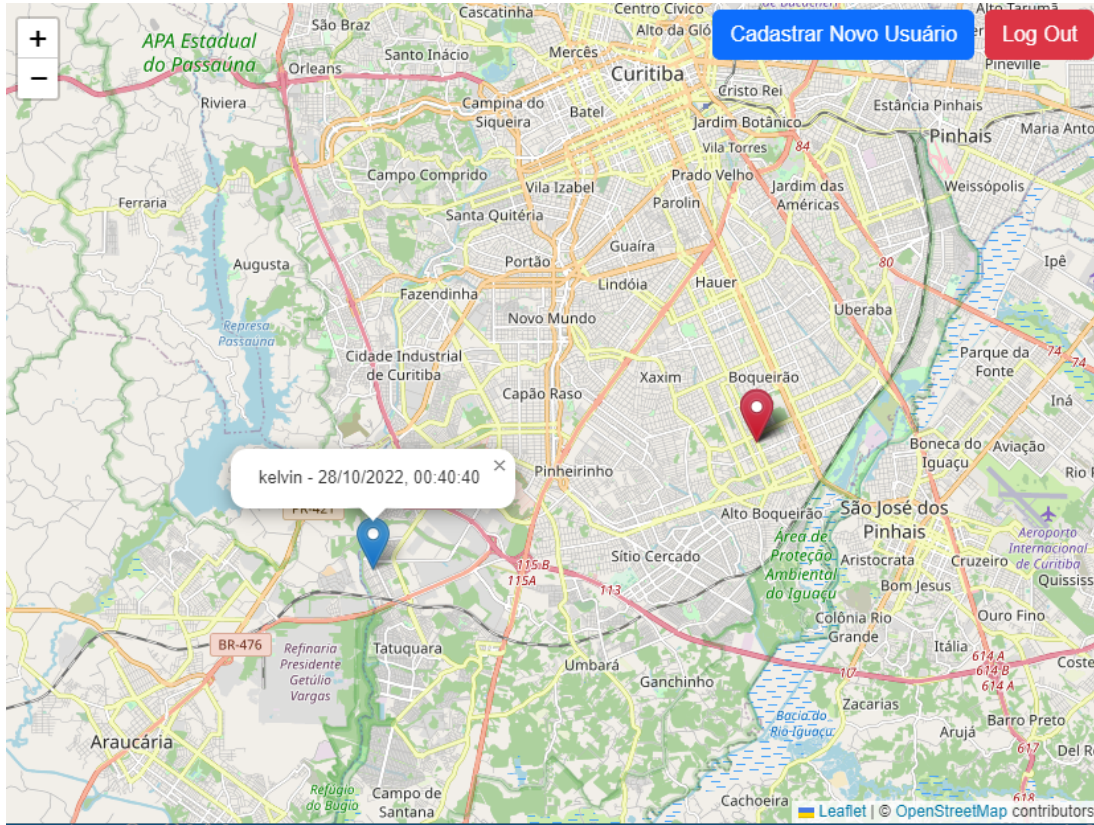 Cascatinha
Centro Cívico
Alto Tarumã
São Braz
Alto da Gló
Cadastrar Novo Usuário
Log Out
+
−
APA Estadual
do Passaúna
Santo Inácio
Mercês
Orleans
Curitiba
Pineville
Riviera
Campina do
Siqueira
Batel
Cristo Rei
Estância Pinhais
Jardim Botânico
Pinhais
Maria Anto
Vila Torres
84
Campo Comprido
Vila Izabel
Prado Velho
Jardim das
Américas
Weissópolis
Ferraria
Santa Quitéria
Parolin
Guaíra
Augusta
Portão
80
Ipê
Lindóia
Hauer
Fazendinha
Uberaba
Represa
Passaúna
Novo Mundo
Cidade Industrial
de Curitiba
Parque da
Fonte
74
74
Xaxim
Boqueirão
Capão Raso
Iná
Boneca do
Iguaçu
Aviação
Rio
kelvin - 28/10/2022, 00:40:40
×
Pinheirinho
PR-421
Alto Boqueirão
São José dos
Pinhais
Área de
Proteção
Ambiental
do Iguaçu
Aeroporto
Internacional
de Curitiba
Sítio Cercado
Aristocrata
Cruzeiro
115 B
115A
113
Bom Jesus
Quississ
Colônia Rio
Grande
Ouro Fino
BR-476
Refinaria
Presidente
Getúlio
Vargas
Tatuquara
Itália
614 A
614-B
614 A
Coste
Umbará
10
Ganchinho
Zacarias
Bacia do
Rio Iguaçu
Barro Preto
Araucária
Arujá
617
Del R
Refúgio
do Bugio
Campo de
Santana
Cachoeira
618
Leaflet | © OpenStreetMap contributors